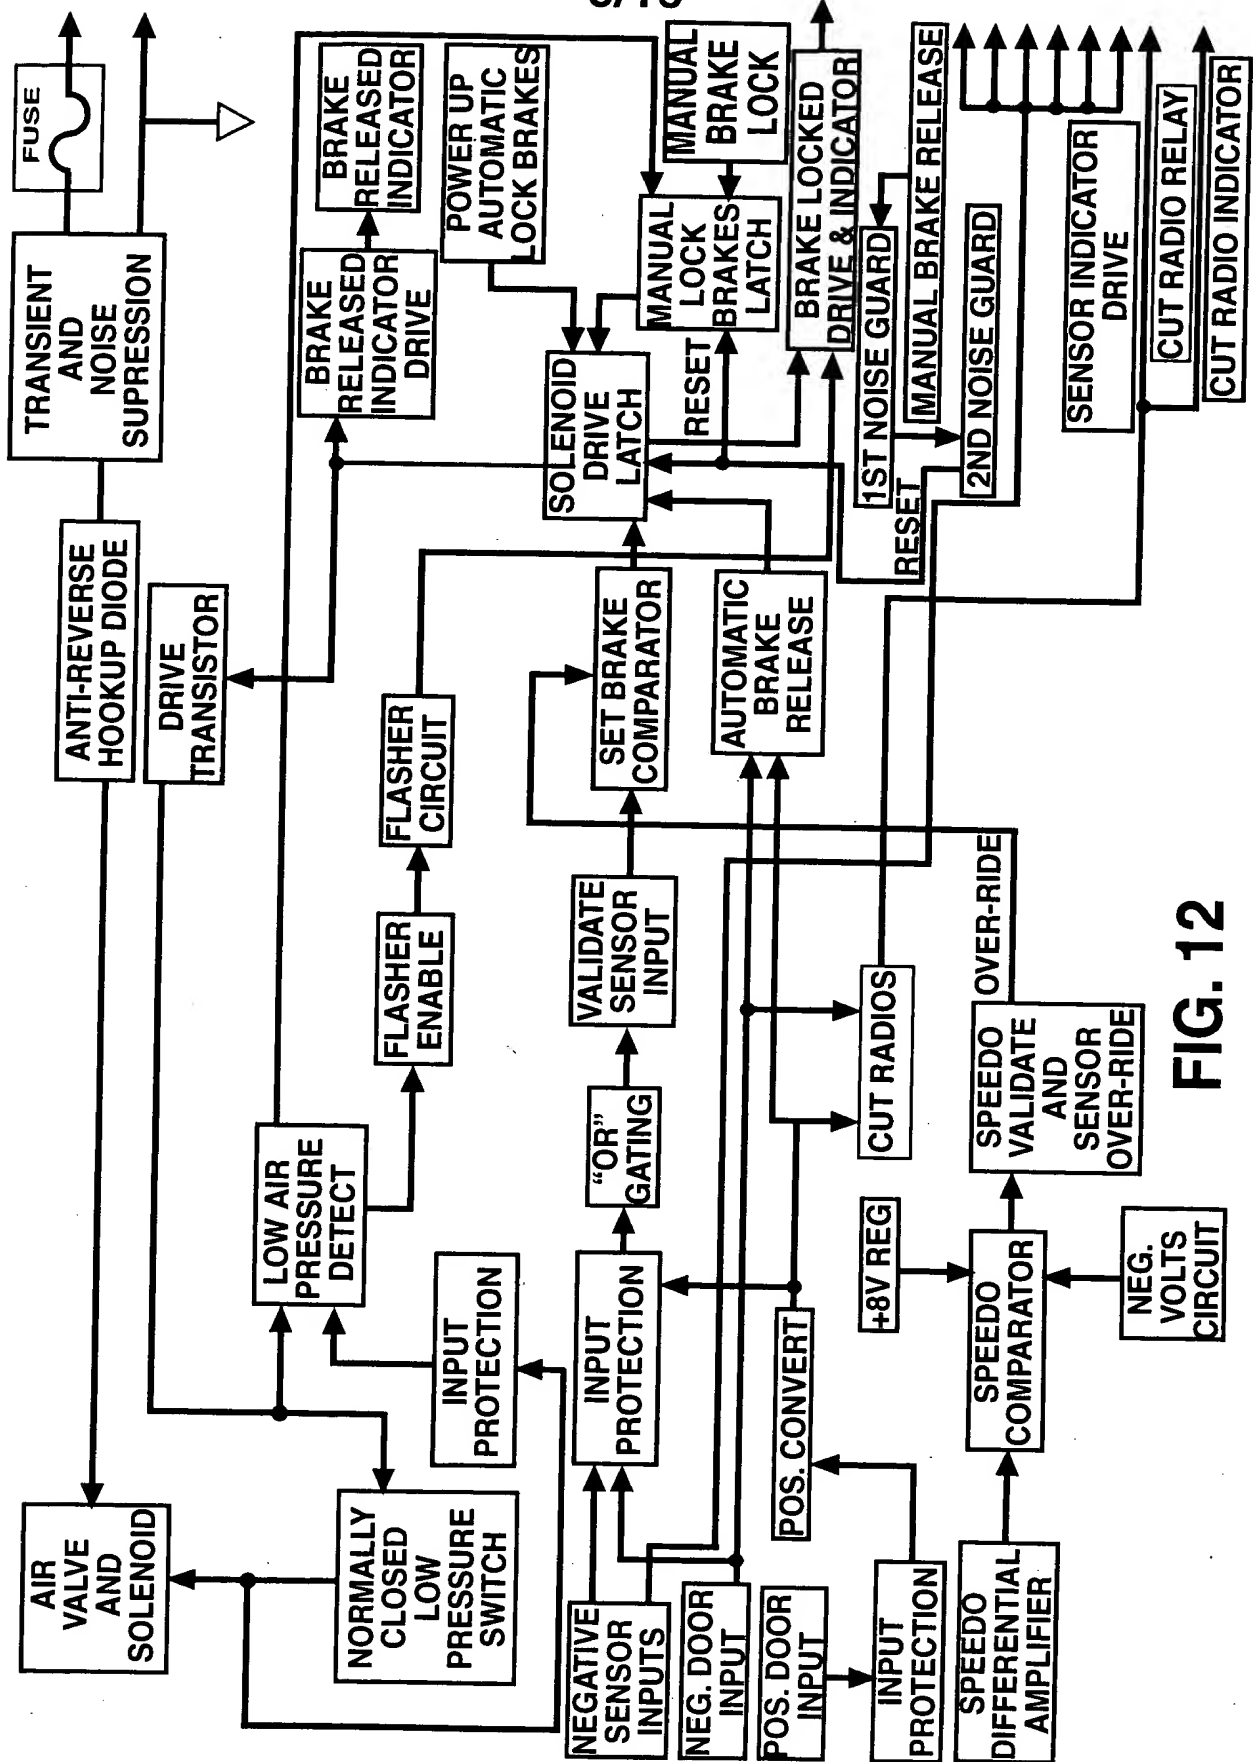 FUSE
TRANSIENT
AND
NOISE
SUPRESSION
ANTI-REVERSE
HOOKUP DIODE
DRIVE
TRANSISTOR
AIR
VALVE
AND
SOLENOID
BRAKE
RELEASED
INDICATOR
BRAKE
RELEASED
INDICATOR
DRIVE
POWER UP
AUTOMATIC
LOCK BRAKES
MANUAL
BRAKE
LOCK
MANUAL
LOCK
BRAKES
LATCH
SOLENOID
DRIVE
LATCH
RESET
BRAKE LOCKED
DRIVE & INDICATOR
FLASHER
CIRCUIT
FLASHER
ENABLE
LOW AIR
PRESSURE
DETECT
INPUT
PROTECTION
NORMALLY
CLOSED
LOW
PRESSURE
SWITCH
SET BRAKE
COMPARATOR
AUTOMATIC
BRAKE
RELEASE
VALIDATE
SENSOR
INPUT
"OR"
GATING
INPUT
PROTECTION
NEGATIVE
SENSOR
INPUTS
NEG. DOOR
INPUT
POS. DOOR
INPUT
POS. CONVERT
INPUT
PROTECTION
1ST NOISE GUARD
MANUAL BRAKE RELEASE
2ND NOISE GUARD
RESET
SENSOR INDICATOR
DRIVE
CUT RADIO RELAY
CUT RADIO INDICATOR
CUT RADIOS
OVER-RIDE
SPEEDO
VALIDATE
AND
SENSOR
OVER-RIDE
+8V REG
SPEEDO
COMPARATOR
NEG.
VOLTS
CIRCUIT
SPEEDO
DIFFERENTIAL
AMPLIFIER
FIG. 12